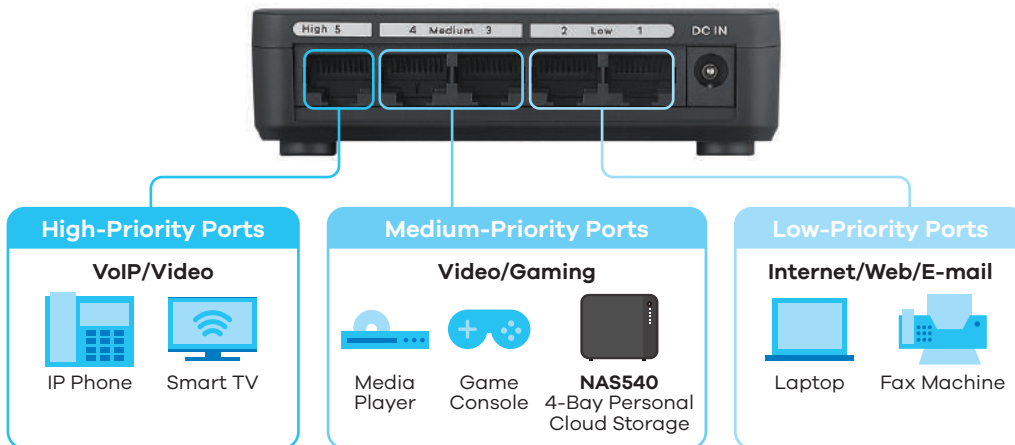 High 5
4 Medium 3
2 Low 1
DC IN
High-Priority Ports
VoIP/Video
IP Phone
Smart TV
Medium-Priority Ports
Video/Gaming
Media
Player
Game
Console
NAS540
4-Bay Personal
Cloud Storage
Low-Priority Ports
Internet/Web/E-mail
Laptop
Fax Machine